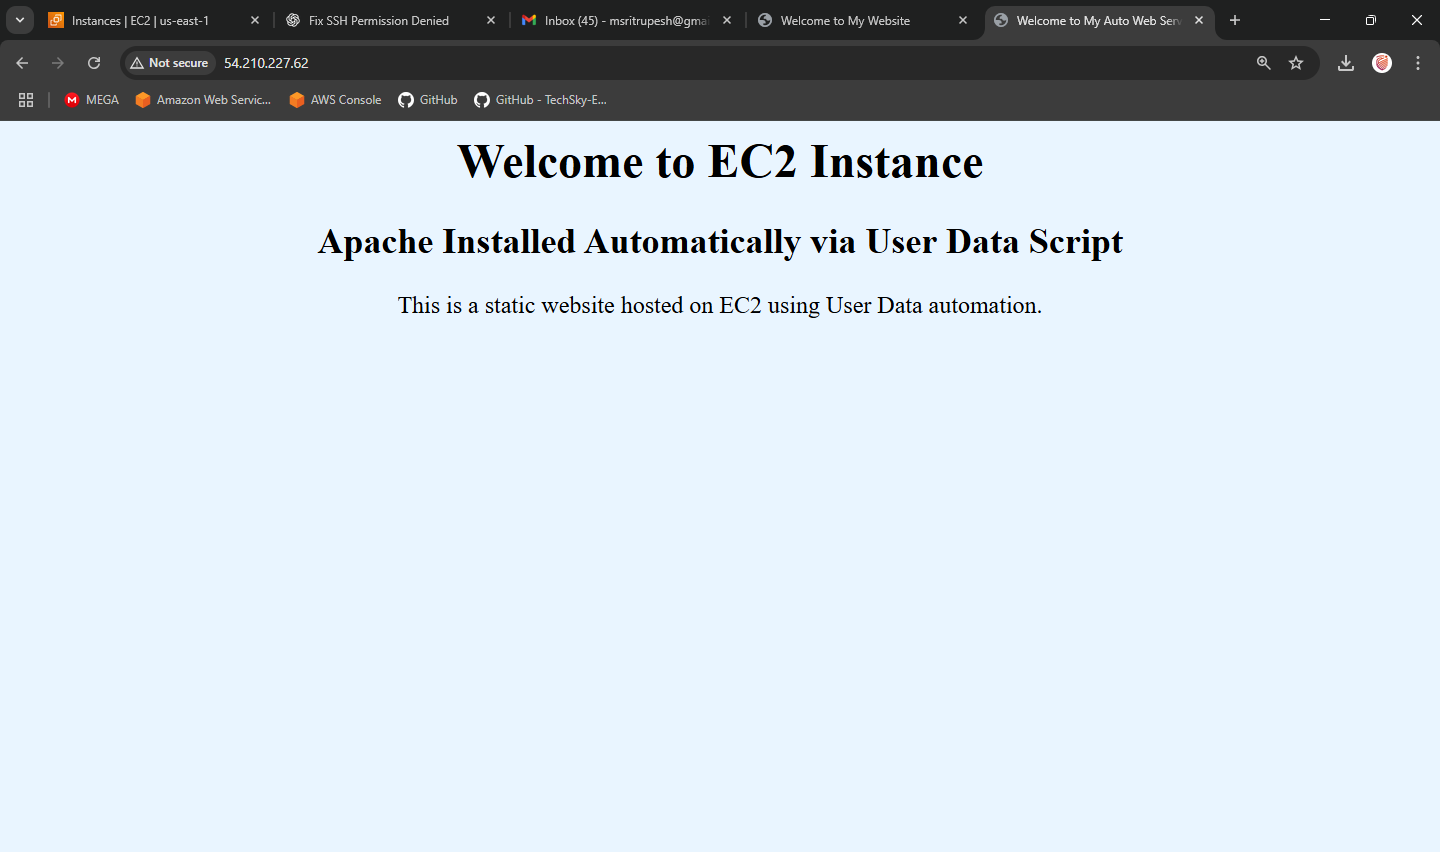 Instances | EC2 | us-east-1
Fix SSH Permission Denied
Inbox (45) - msritrupesh@gmai
Welcome to My Website
Welcome to My Auto Web Serv
Not secure
54.210.227.62
MEGA
Amazon Web Servic...
AWS Console
GitHub
GitHub - TechSky-E...
Welcome to EC2 Instance
Apache Installed Automatically via User Data Script
This is a static website hosted on EC2 using User Data automation.